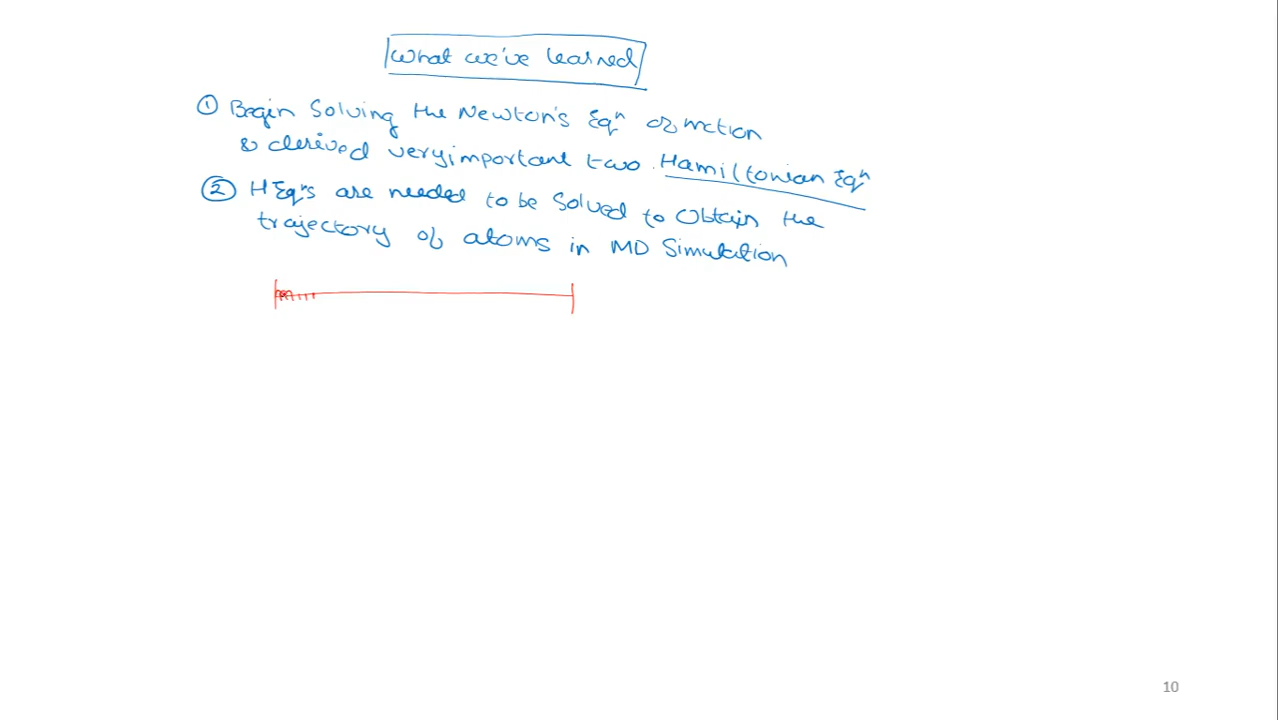 What we've learned
① Begin Solving the Newton's Eqⁿ of motion
& derived very important two Hamiltonian Eqⁿ
② H Eqⁿs are needed to be Solved to Obtain the
trajectory of atoms in MD Simulation
10